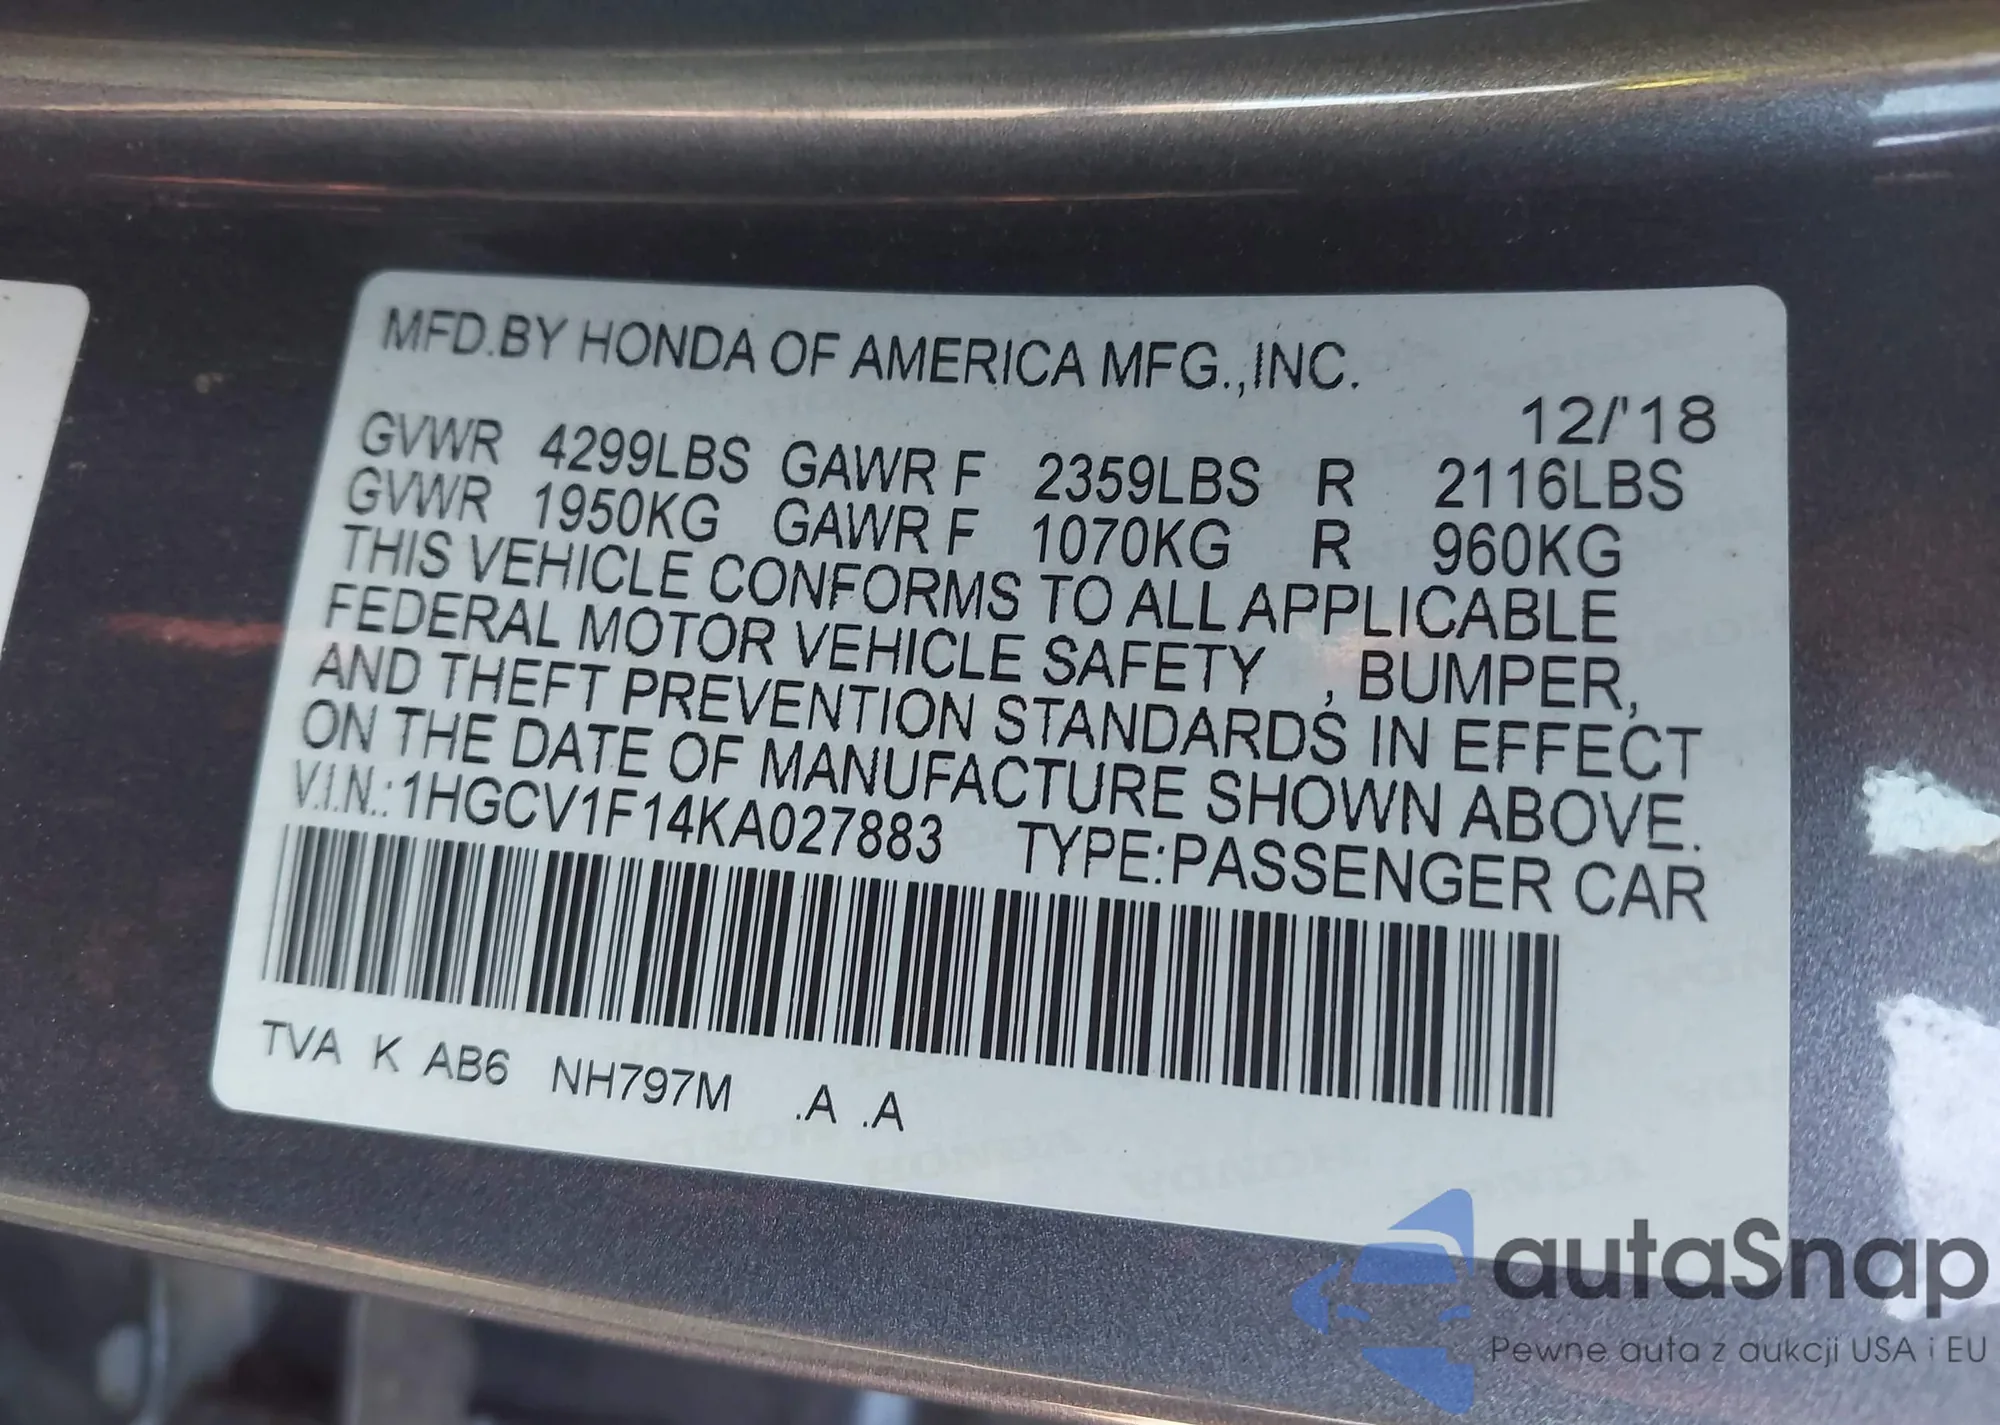 MFD.BY HONDA OF AMERICA MFG.,INC.
12/'18
GVWR 4299LBS GAWR F 2359LBS R 2116LBS
GVWR 1950KG GAWR F 1070KG R 960KG
THIS VEHICLE CONFORMS TO ALL APPLICABLE
FEDERAL MOTOR VEHICLE SAFETY , BUMPER,
AND THEFT PREVENTION STANDARDS IN EFFECT
ON THE DATE OF MANUFACTURE SHOWN ABOVE.
V.I.N.:1HGCV1F14KA027883 TYPE:PASSENGER CAR
TVA K AB6 NH797M .A .A
autaSnap
Pewne auta z aukcji USA i EU